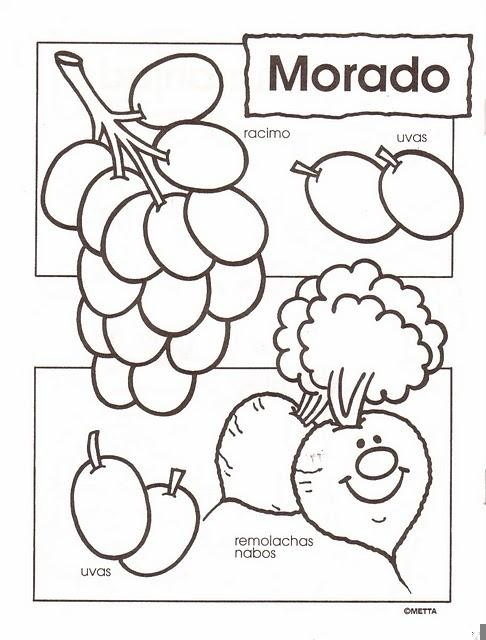 Morado
racimo
uvas
remolachas
nabos
uvas
©METTA